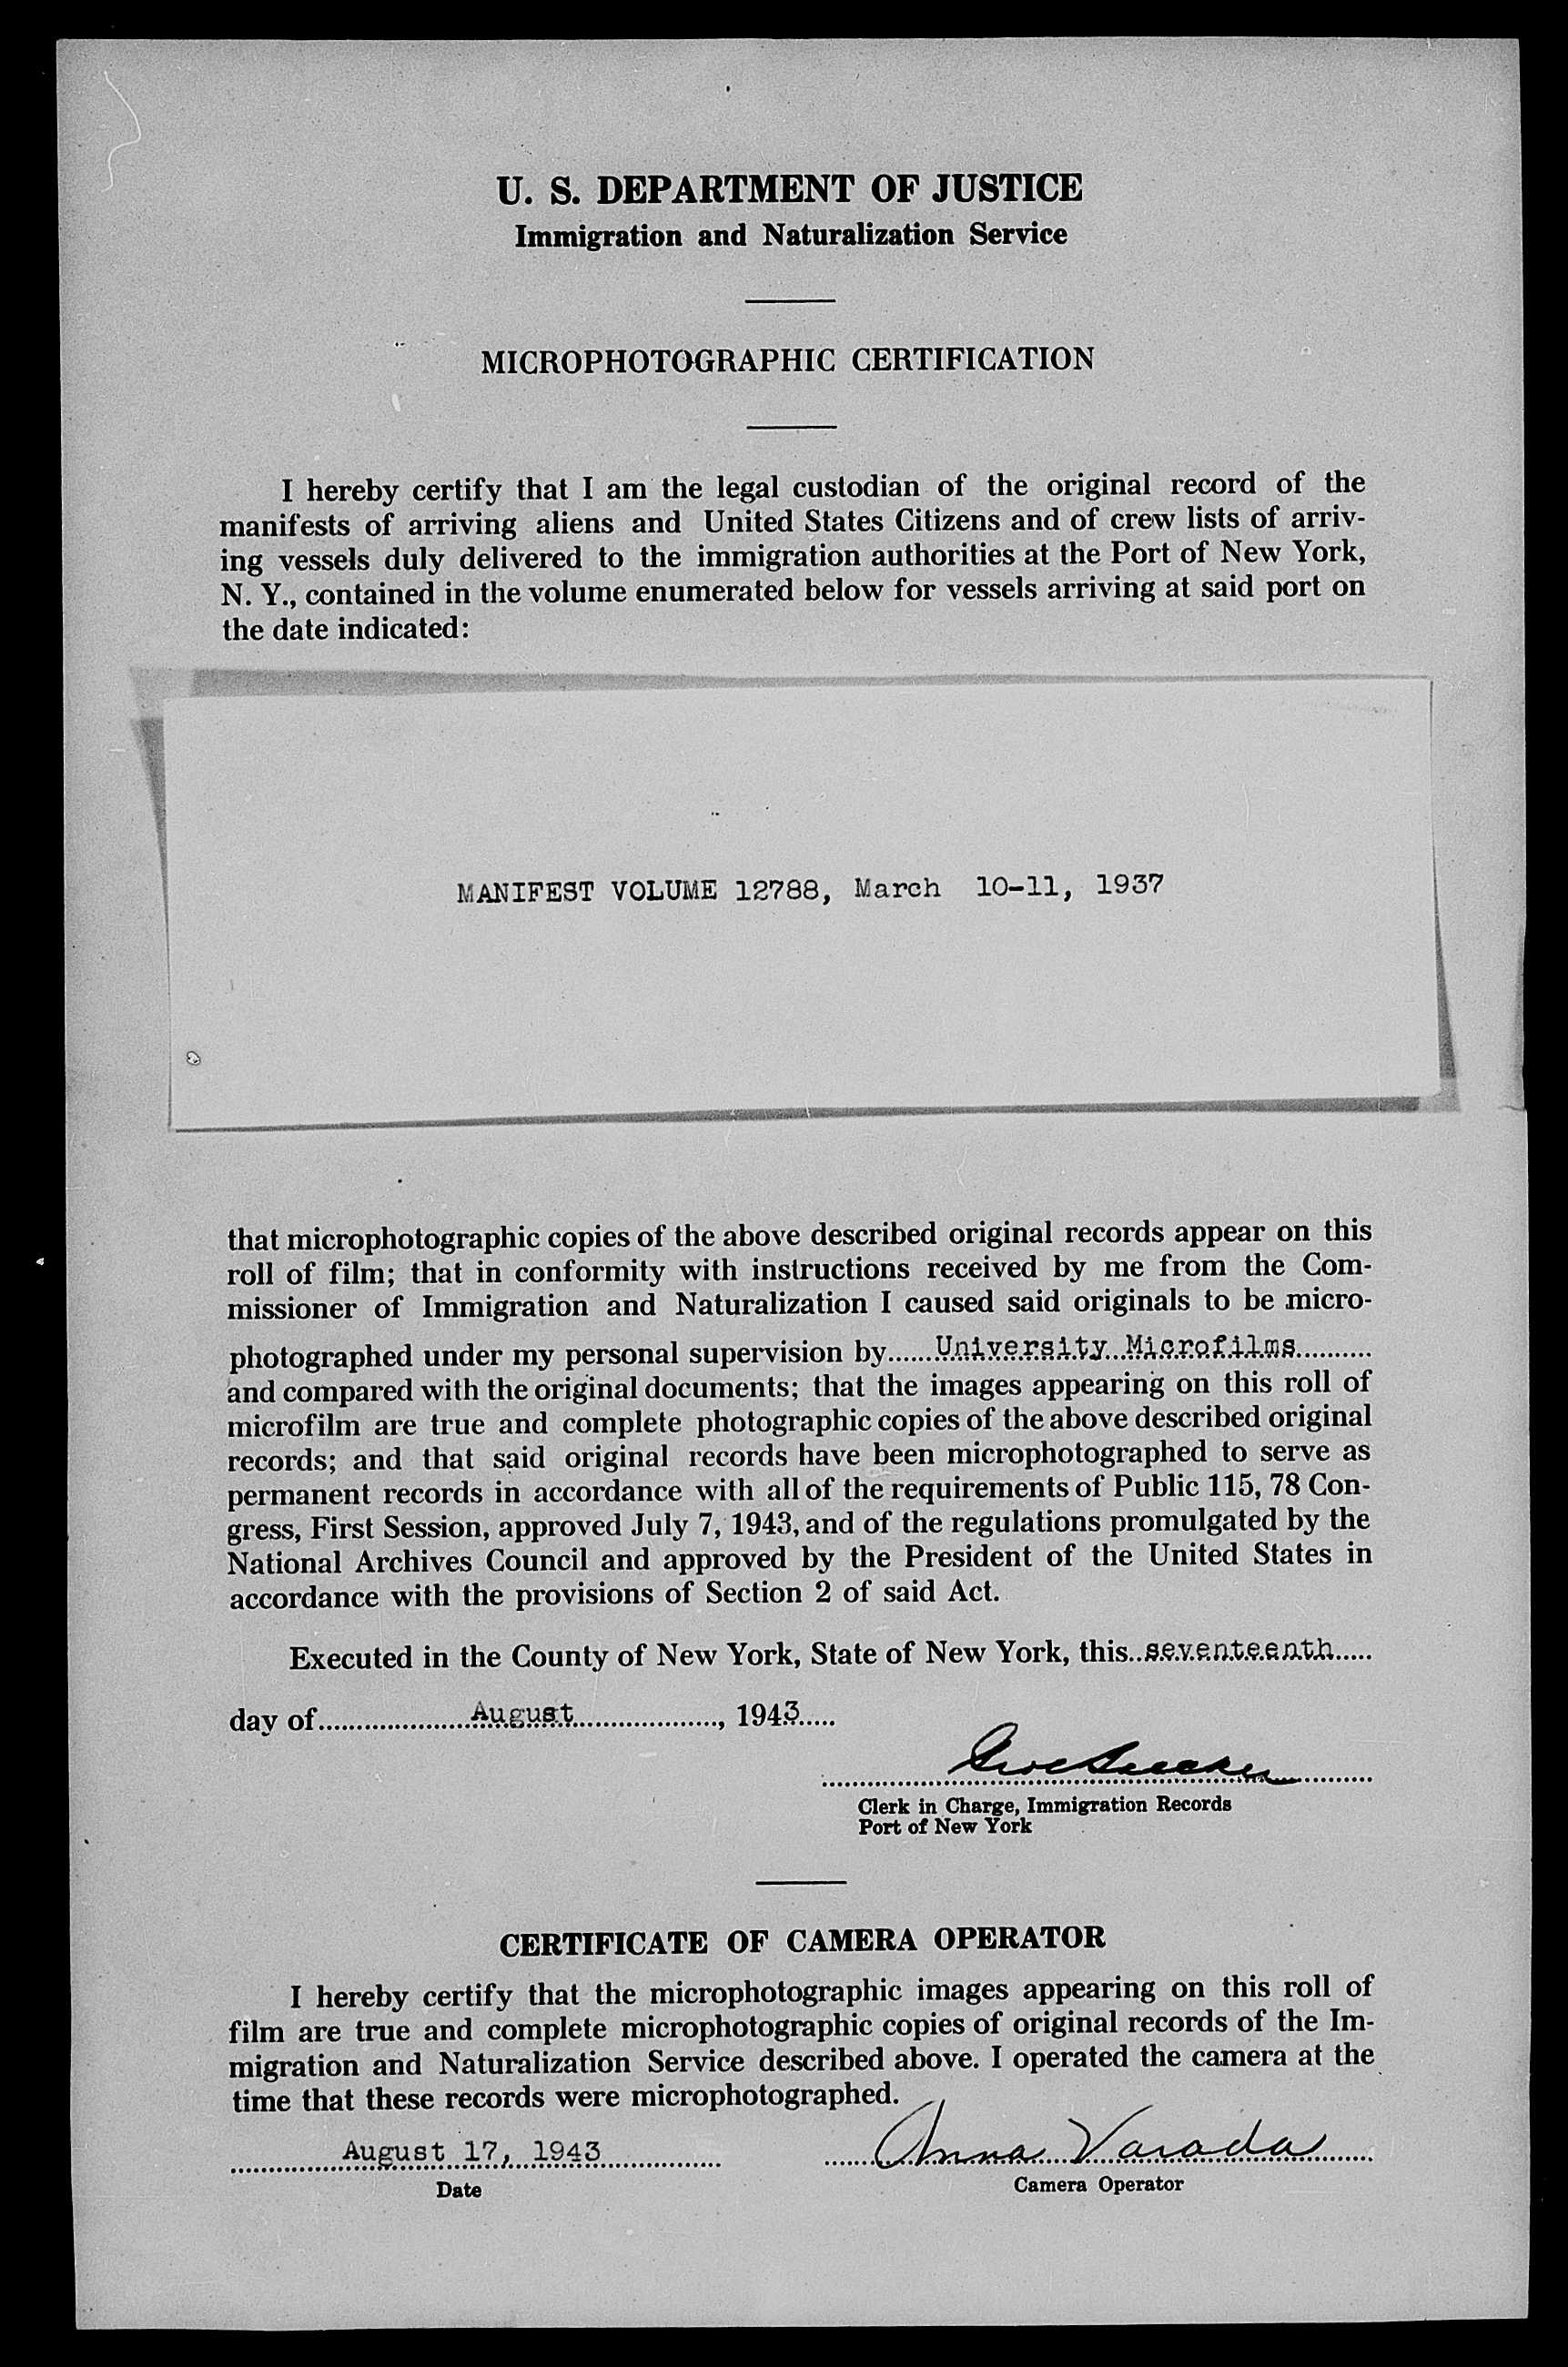 U. S. DEPARTMENT OF JUSTICE
Immigration and Naturalization Service
MICROPHOTOGRAPHIC CERTIFICATION
I hereby certify that I am the legal custodian of the original record of the
manifests of arriving aliens and United States Citizens and of crew lists of arriv-
ing vessels duly delivered to the immigration authorities at the Port of New York,
N. Y., contained in the volume enumerated below for vessels arriving at said port on
the date indicated:
MANIFEST VOLUME 12788, March 10-11, 1937
that microphotographic copies of the above described original records appear on this
roll of film; that in conformity with instructions received by me from the Com-
missioner of Immigration and Naturalization I caused said originals to be micro-
photographed under my personal supervision by......University Microfilms..........
and compared with the original documents; that the images appearing on this roll of
microfilm are true and complete photographic copies of the above described original
records; and that said original records have been microphotographed to serve as
permanent records in accordance with all of the requirements of Public 115, 78 Con-
gress, First Session, approved July 7, 1943, and of the regulations promulgated by the
National Archives Council and approved by the President of the United States in
accordance with the provisions of Section 2 of said Act.
Executed in the County of New York, State of New York, this..seventeenth.....
day of......................August...................., 1943.....
Clerk in Charge, Immigration Records
Port of New York
CERTIFICATE OF CAMERA OPERATOR
I hereby certify that the microphotographic images appearing on this roll of
film are true and complete microphotographic copies of original records of the Im-
migration and Naturalization Service described above. I operated the camera at the
time that these records were microphotographed.
August 17, 1943 Anna Varada
Date Camera Operator